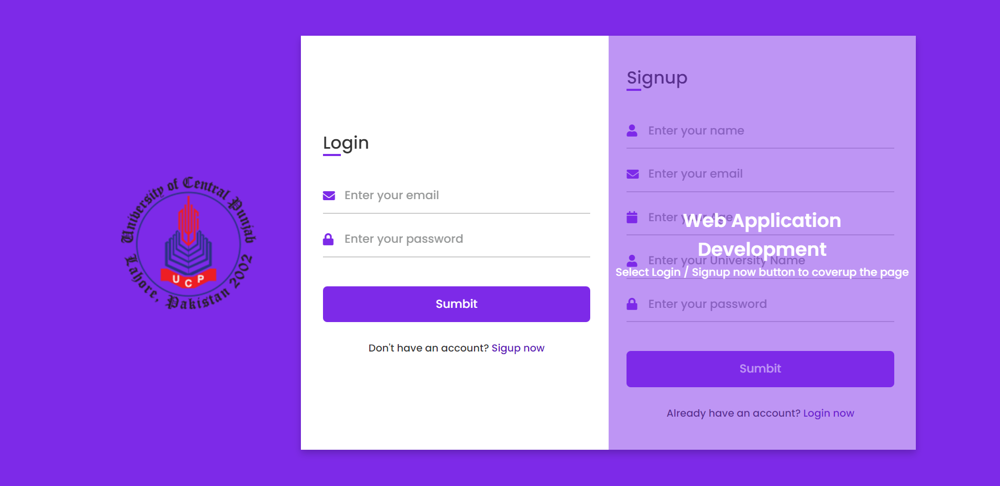 University of Central Punjab
Lahore, Pakistan 2002
U C P
Login
Enter your email
Enter your password
Sumbit
Don't have an account? Sigup now
Signup
Enter your name
Enter your email
Enter your Age
Web Application
Development
Enter your University Name
Select Login / Signup now button to coverup the page
Enter your password
Sumbit
Already have an account? Login now